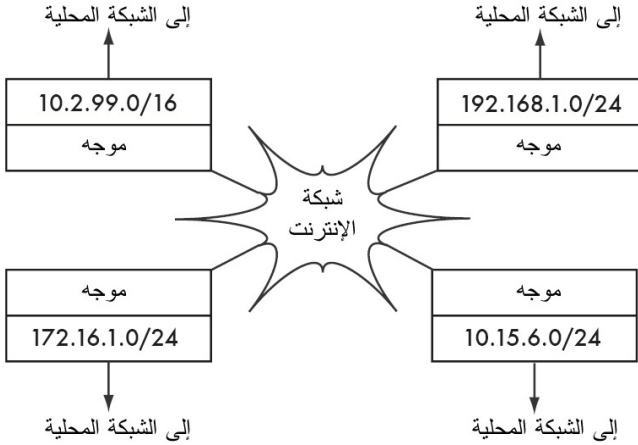 إلى الشبكة المحلية
إلى الشبكة المحلية
10.2.99.0/16
192.168.1.0/24
موجه
موجه
شبكة
الإنترنت
موجه
موجه
172.16.1.0/24
10.15.6.0/24
إلى الشبكة المحلية
إلى الشبكة المحلية